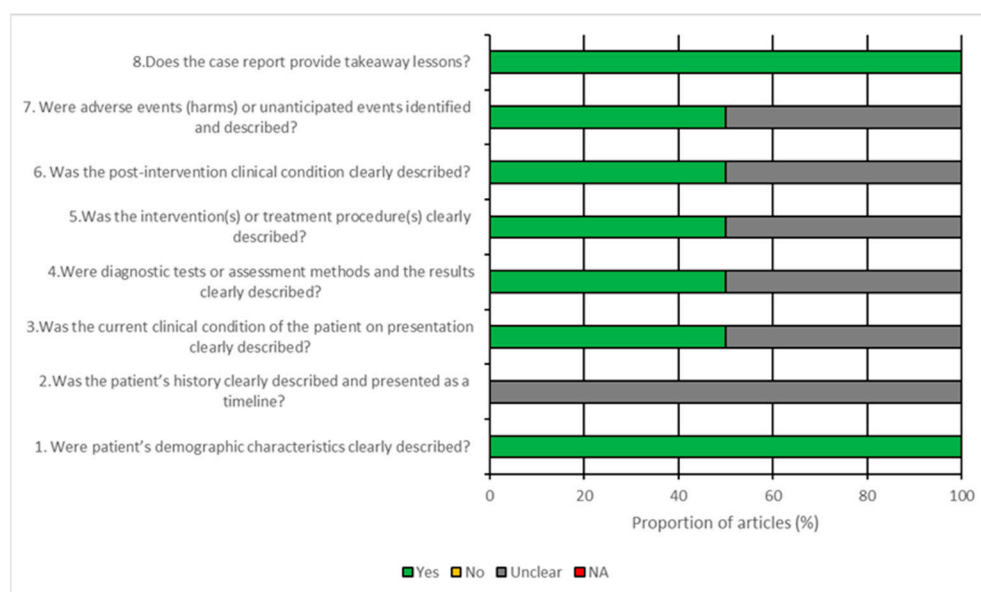 8.Does the case report provide takeaway lessons?
7. Were adverse events (harms) or unanticipated events identified
and described?
6. Was the post-intervention clinical condition clearly described?
5.Was the intervention(s) or treatment procedure(s) clearly
described?
4.Were diagnostic tests or assessment methods and the results
clearly described?
3.Was the current clinical condition of the patient on presentation
clearly described?
2.Was the patient’s history clearly described and presented as a
timeline?
1. Were patient’s demographic characteristics clearly described?
0 20 40 60 80 100
Proportion of articles (%)
Yes No Unclear NA